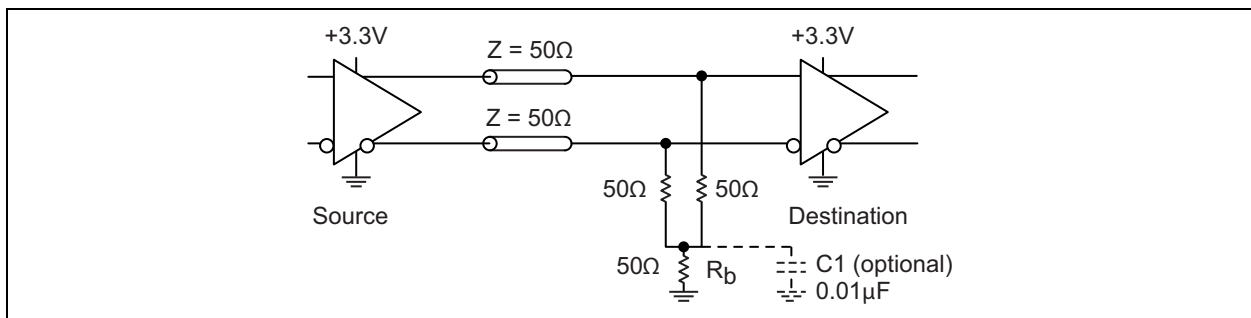 +3.3V
+3.3V
Z = 50Ω
Z = 50Ω
50Ω
50Ω
Source
Destination
50Ω
Rb
C1 (optional)
0.01μF